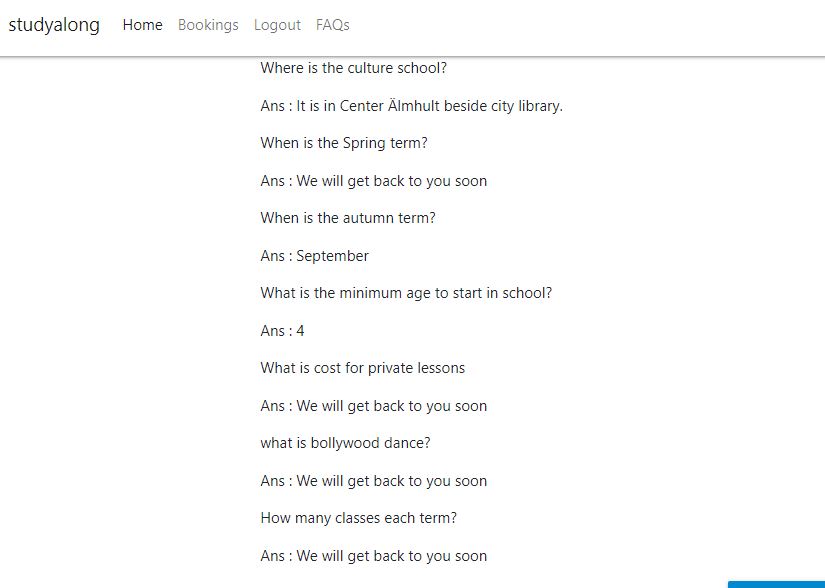 studyalong Home Bookings Logout FAQs
Where is the culture school?
Ans : It is in Center Älmhult beside city library.
When is the Spring term?
Ans : We will get back to you soon
When is the autumn term?
Ans : September
What is the minimum age to start in school?
Ans : 4
What is cost for private lessons
Ans : We will get back to you soon
what is bollywood dance?
Ans : We will get back to you soon
How many classes each term?
Ans : We will get back to you soon